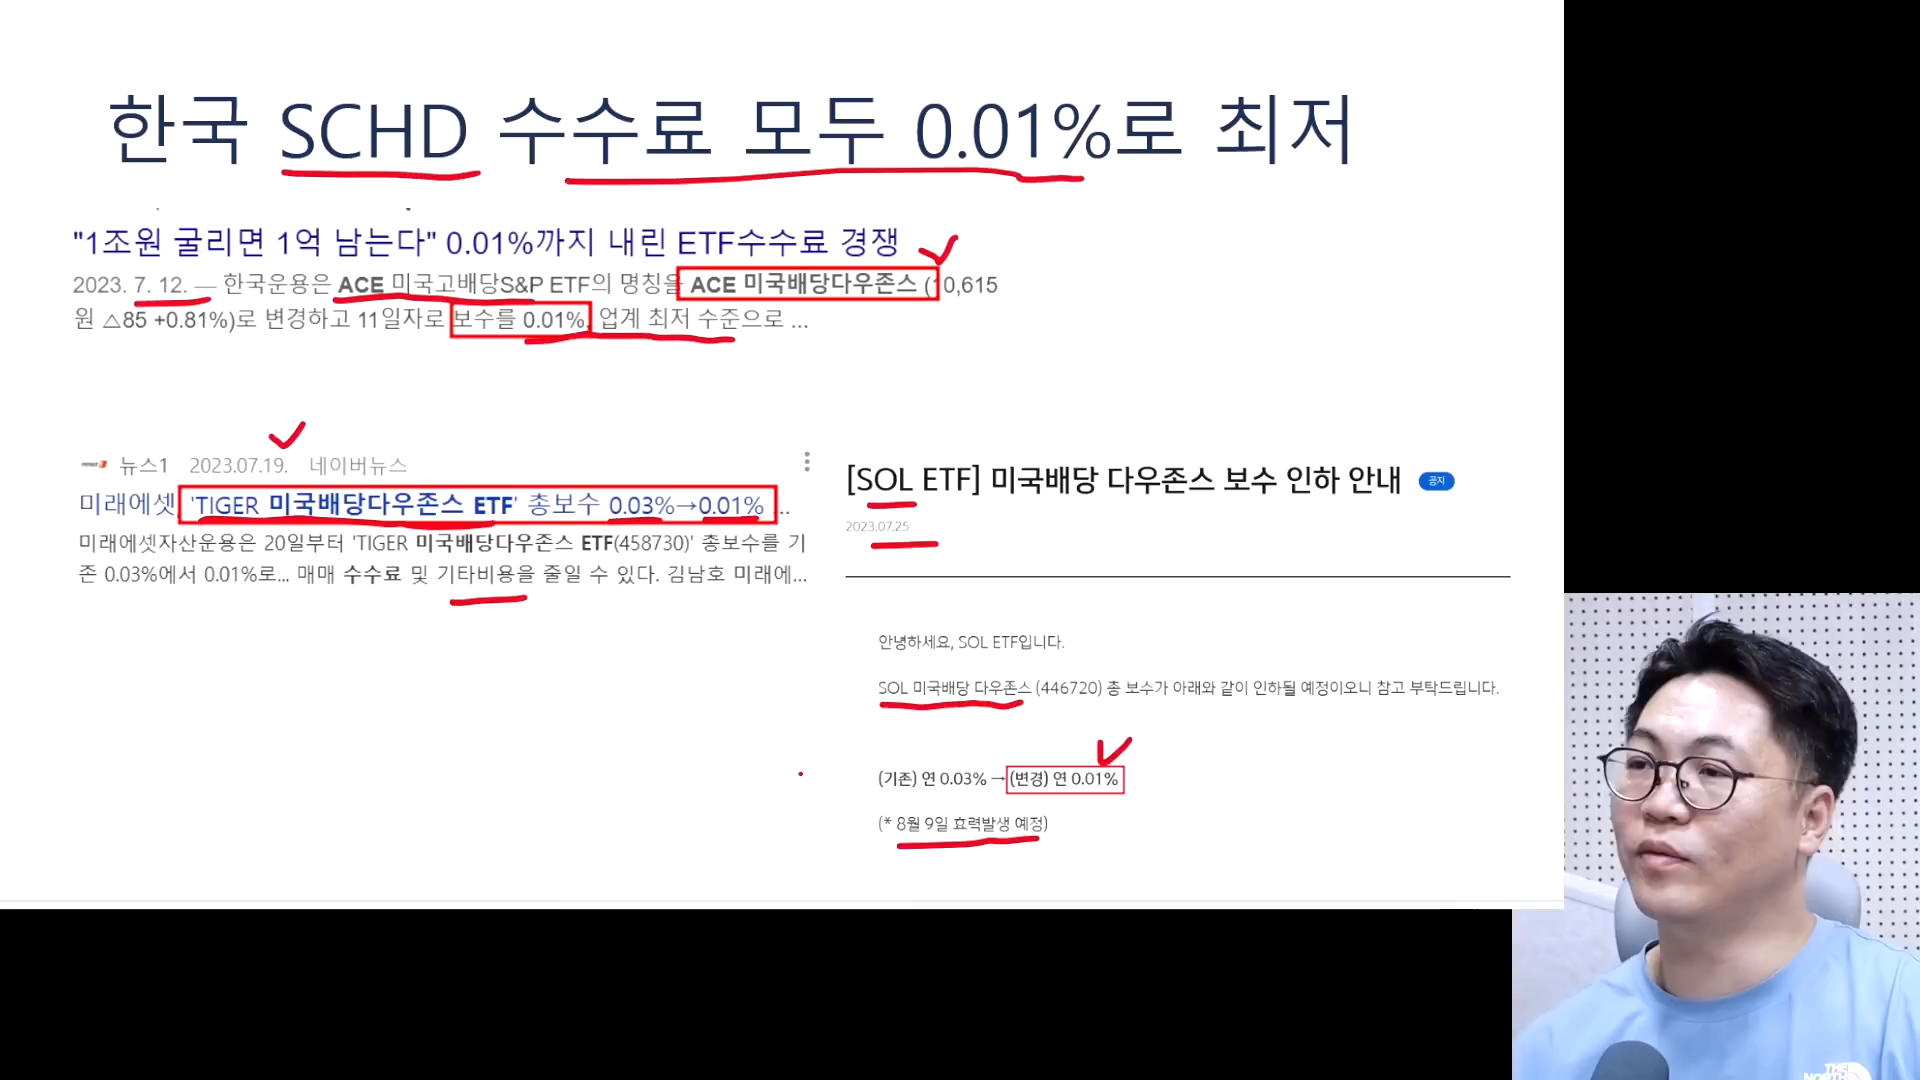 한국 SCHD 수수료 모두 0.01%로 최저
"1조원 굴리면 1억 남는다" 0.01%까지 내린 ETF수수료 경쟁
2023. 7. 12. — 한국운용은 ACE 미국고배당S&P ETF의 명칭을 ACE 미국배당다우존스 (10,615
원 △85 +0.81%)로 변경하고 11일자로 보수를 0.01%, 업계 최저 수준으로 ...
뉴스1 2023.07.19. 네이버뉴스
미래에셋, 'TIGER 미국배당다우존스 ETF' 총보수 0.03%→0.01% ...
미래에셋자산운용은 20일부터 'TIGER 미국배당다우존스 ETF(458730)' 총보수를 기
존 0.03%에서 0.01%로... 매매 수수료 및 기타비용을 줄일 수 있다. 김남호 미래에...
[SOL ETF] 미국배당 다우존스 보수 인하 안내 공지
2023.07.25
안녕하세요, SOL ETF입니다.
SOL 미국배당 다우존스 (446720) 총 보수가 아래와 같이 인하될 예정이오니 참고 부탁드립니다.
(기존) 연 0.03% → (변경) 연 0.01%
(* 8월 9일 효력발생 예정)
THE
NORTH